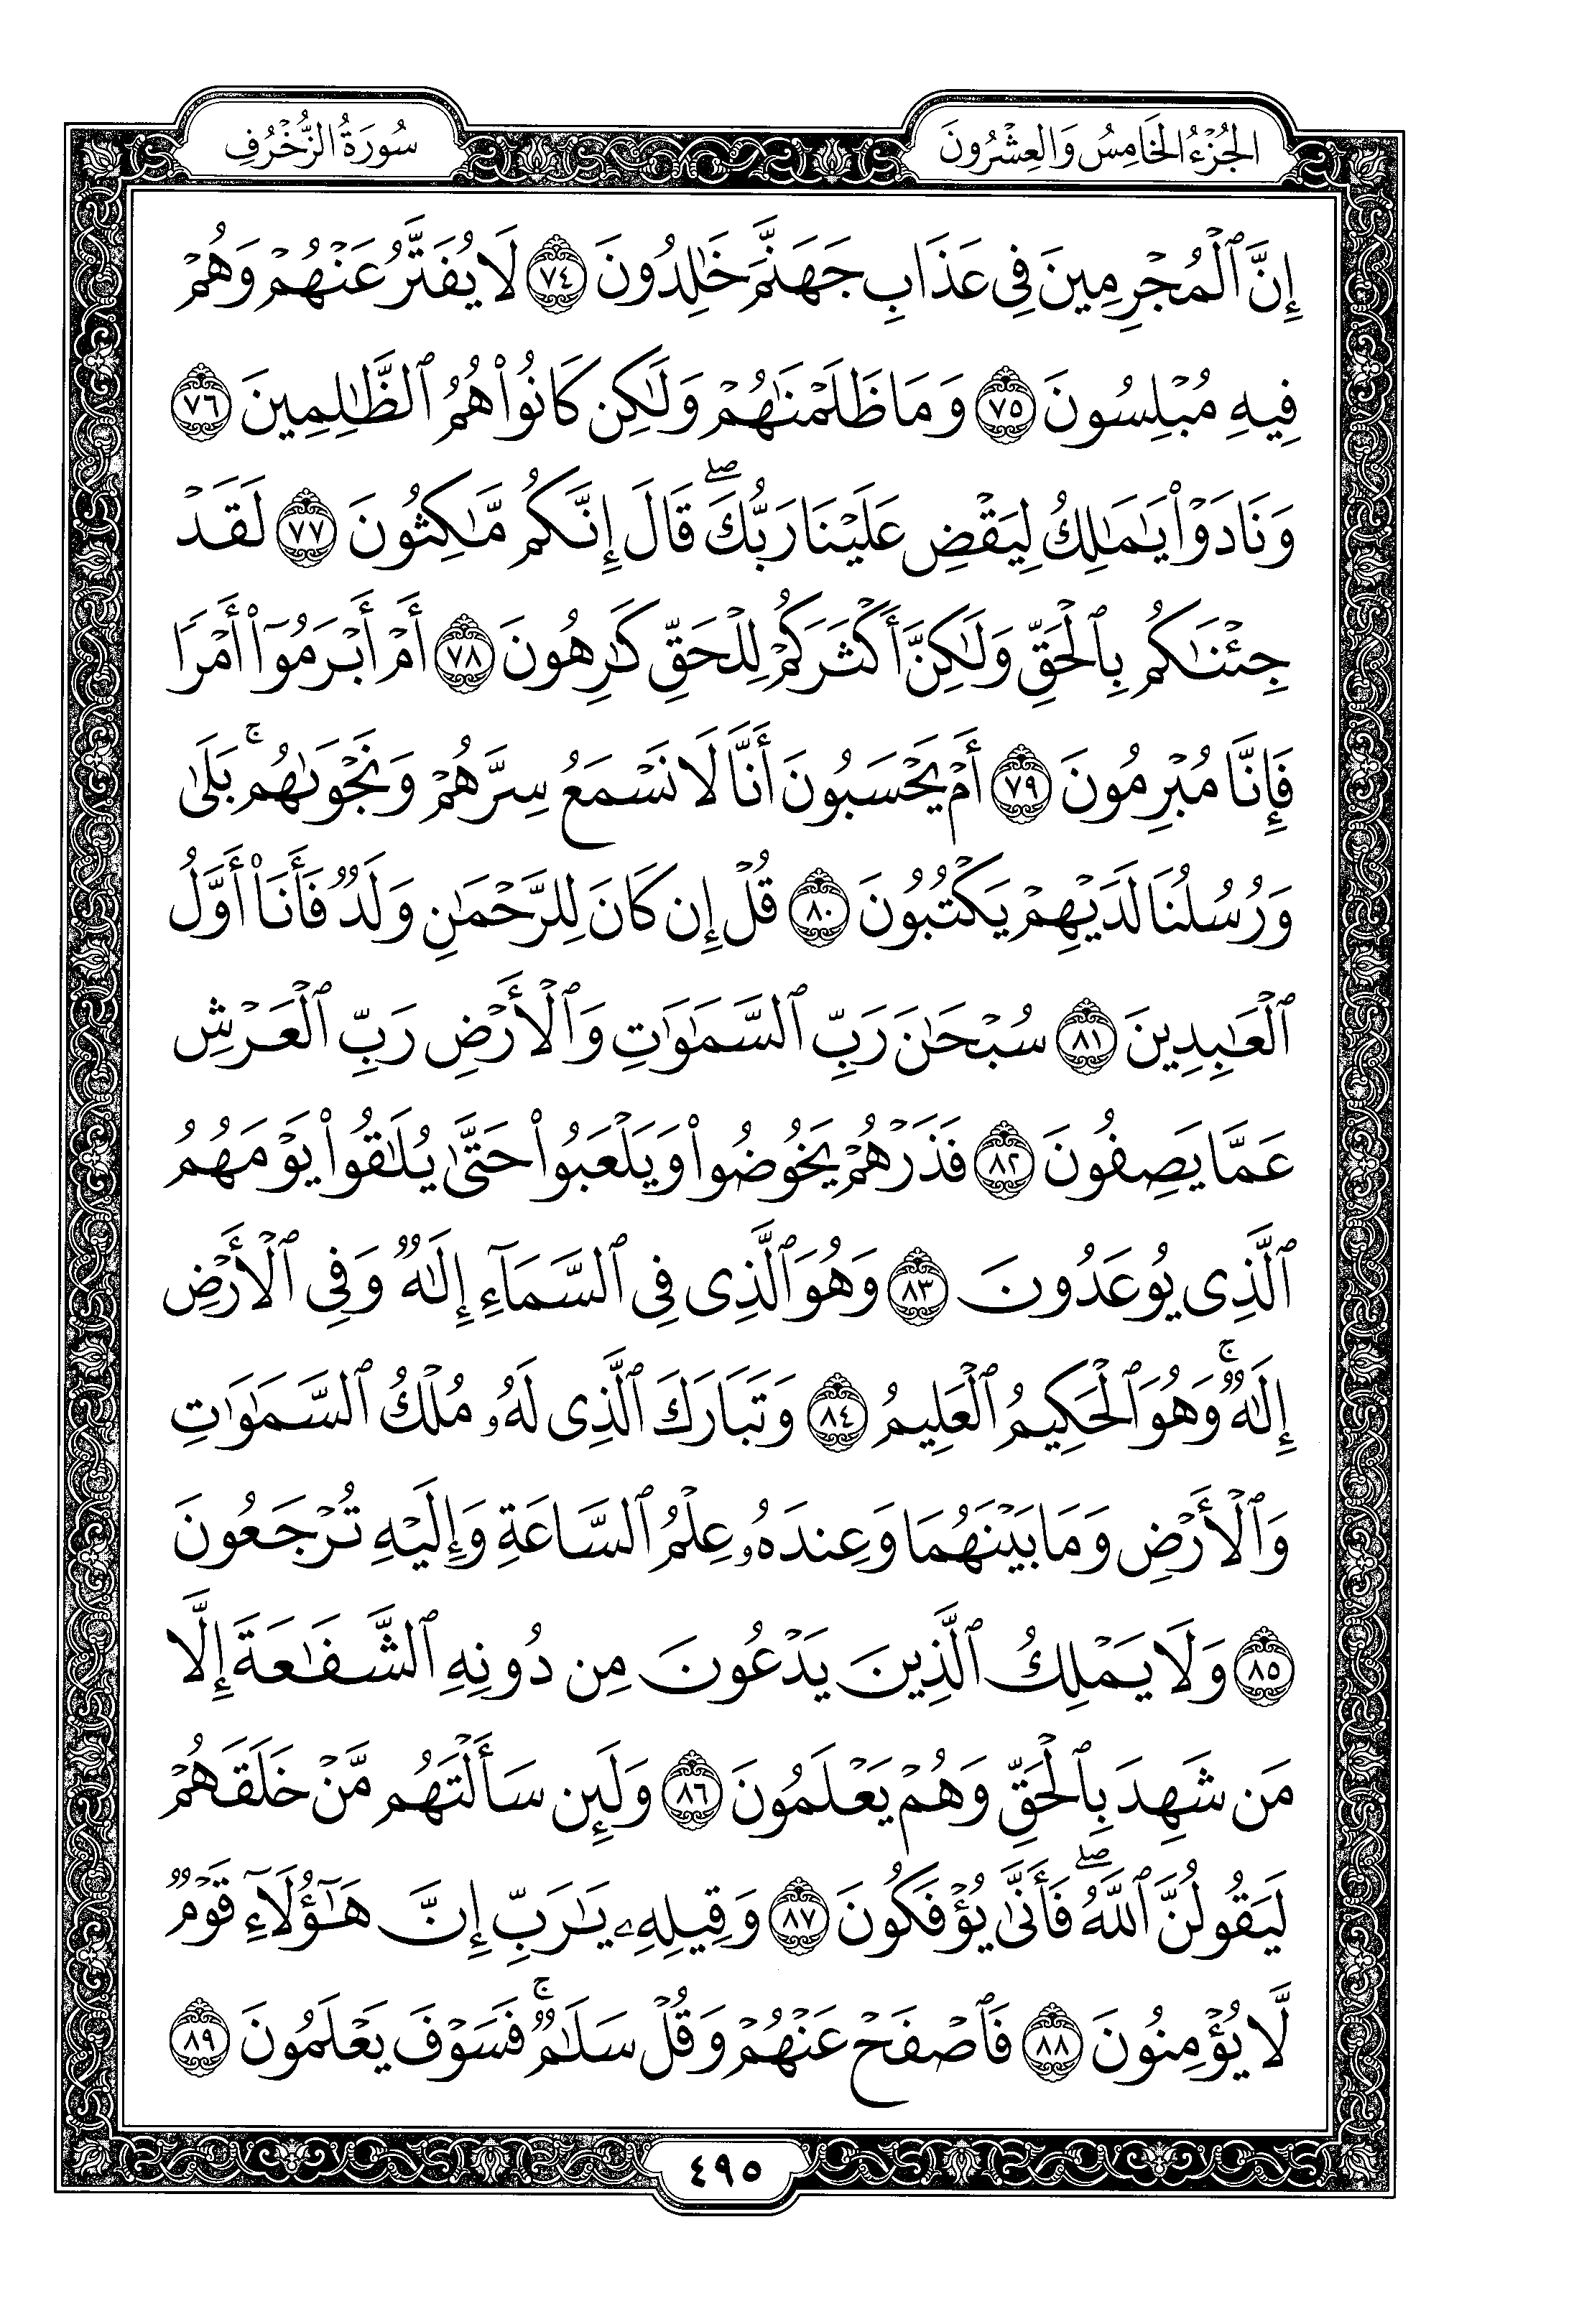 الجُزْءُ الخَامِسُ وَالعِشْرُونَ
سُورَةُ الزُّخْرُفِ
إِنَّ ٱلْمُجْرِمِينَ فِى عَذَابِ جَهَنَّمَ خَٰلِدُونَ ٧٤ لَا يُفَتَّرُ عَنْهُمْ وَهُمْ
فِيهِ مُبْلِسُونَ ٧٥ وَمَا ظَلَمْنَٰهُمْ وَلَٰكِن كَانُوا۟ هُمُ ٱلظَّٰلِمِينَ ٧٦
وَنَادَوْا۟ يَٰمَٰلِكُ لِيَقْضِ عَلَيْنَا رَبُّكَ ۖ قَالَ إِنَّكُم مَّٰكِثُونَ ٧٧ لَقَدْ
جِئْنَٰكُم بِٱلْحَقِّ وَلَٰكِنَّ أَكْثَرَكُمْ لِلْحَقِّ كَٰرِهُونَ ٧٨ أَمْ أَبْرَمُوٓا۟ أَمْرًا
فَإِنَّا مُبْرِمُونَ ٧٩ أَمْ يَحْسَبُونَ أَنَّا لَا نَسْمَعُ سِرَّهُمْ وَنَجْوَىٰهُم ۚ بَلَىٰ
وَرُسُلُنَا لَدَيْهِمْ يَكْتُبُونَ ٨٠ قُلْ إِن كَانَ لِلرَّحْمَٰنِ وَلَدٌ فَأَنَا۠ أَوَّلُ
ٱلْعَٰبِدِينَ ٨١ سُبْحَٰنَ رَبِّ ٱلسَّمَٰوَٰتِ وَٱلْأَرْضِ رَبِّ ٱلْعَرْشِ
عَمَّا يَصِفُونَ ٨٢ فَذَرْهُمْ يَخُوضُوا۟ وَيَلْعَبُوا۟ حَتَّىٰ يُلَٰقُوا۟ يَوْمَهُمُ
ٱلَّذِى يُوعَدُونَ ٨٣ وَهُوَ ٱلَّذِى فِى ٱلسَّمَآءِ إِلَٰهٌ وَفِى ٱلْأَرْضِ
إِلَٰهٌ ۚ وَهُوَ ٱلْحَكِيمُ ٱلْعَلِيمُ ٨٤ وَتَبَارَكَ ٱلَّذِى لَهُۥ مُلْكُ ٱلسَّمَٰوَٰتِ
وَٱلْأَرْضِ وَمَا بَيْنَهُمَا وَعِندَهُۥ عِلْمُ ٱلسَّاعَةِ وَإِلَيْهِ تُرْجَعُونَ
٨٥ وَلَا يَمْلِكُ ٱلَّذِينَ يَدْعُونَ مِن دُونِهِ ٱلشَّفَٰعَةَ إِلَّا
مَن شَهِدَ بِٱلْحَقِّ وَهُمْ يَعْلَمُونَ ٨٦ وَلَئِن سَأَلْتَهُم مَّنْ خَلَقَهُمْ
لَيَقُولُنَّ ٱللَّهُ ۖ فَأَنَّىٰ يُؤْفَكُونَ ٨٧ وَقِيلِهِۦ يَٰرَبِّ إِنَّ هَٰٓؤُلَآءِ قَوْمٌ
لَّا يُؤْمِنُونَ ٨٨ فَٱصْفَحْ عَنْهُمْ وَقُلْ سَلَٰمٌ ۚ فَسَوْفَ يَعْلَمُونَ ٨٩
٤٩٥